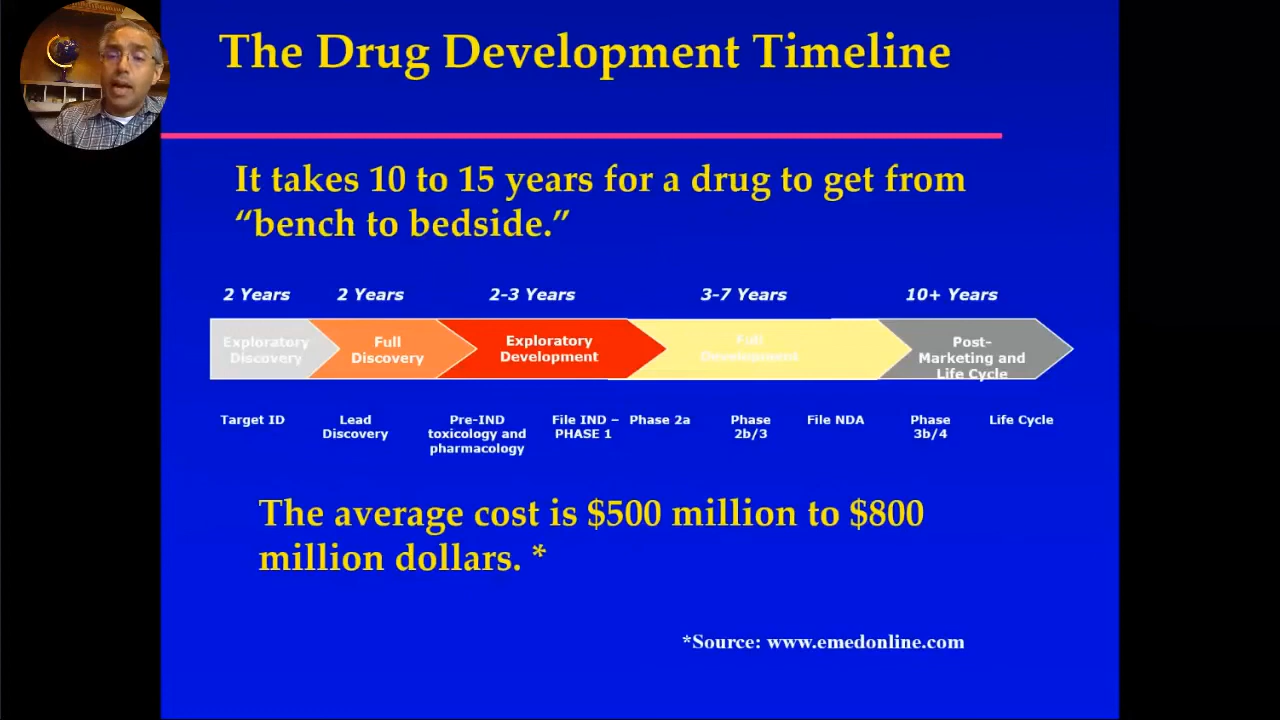 The Drug Development Timeline
It takes 10 to 15 years for a drug to get from
“bench to bedside.”
2 Years 2 Years 2-3 Years 3-7 Years 10+ Years
Exploratory
Discovery
Full
Discovery
Exploratory
Development
Full
Development
Post-
Marketing and
Life Cycle
Target ID
Lead
Discovery
Pre-IND
toxicology and
pharmacology
File IND –
PHASE 1
Phase 2a
Phase
2b/3
File NDA
Phase
3b/4
Life Cycle
The average cost is $500 million to $800
million dollars. *
*Source: www.emedonline.com